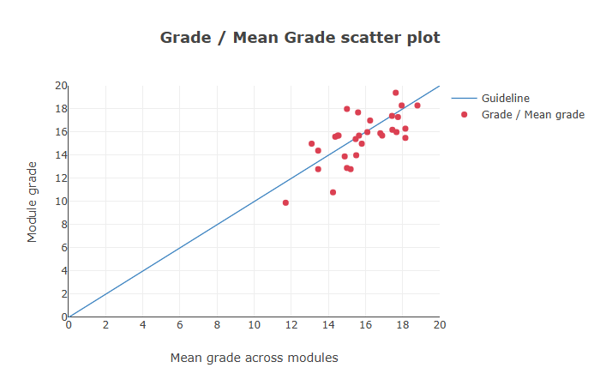 Grade / Mean Grade scatter plot
Guideline
Grade / Mean grade
Module grade
20
18
16
14
12
10
8
6
4
2
0
0 2 4 6 8 10 12 14 16 18 20
Mean grade across modules